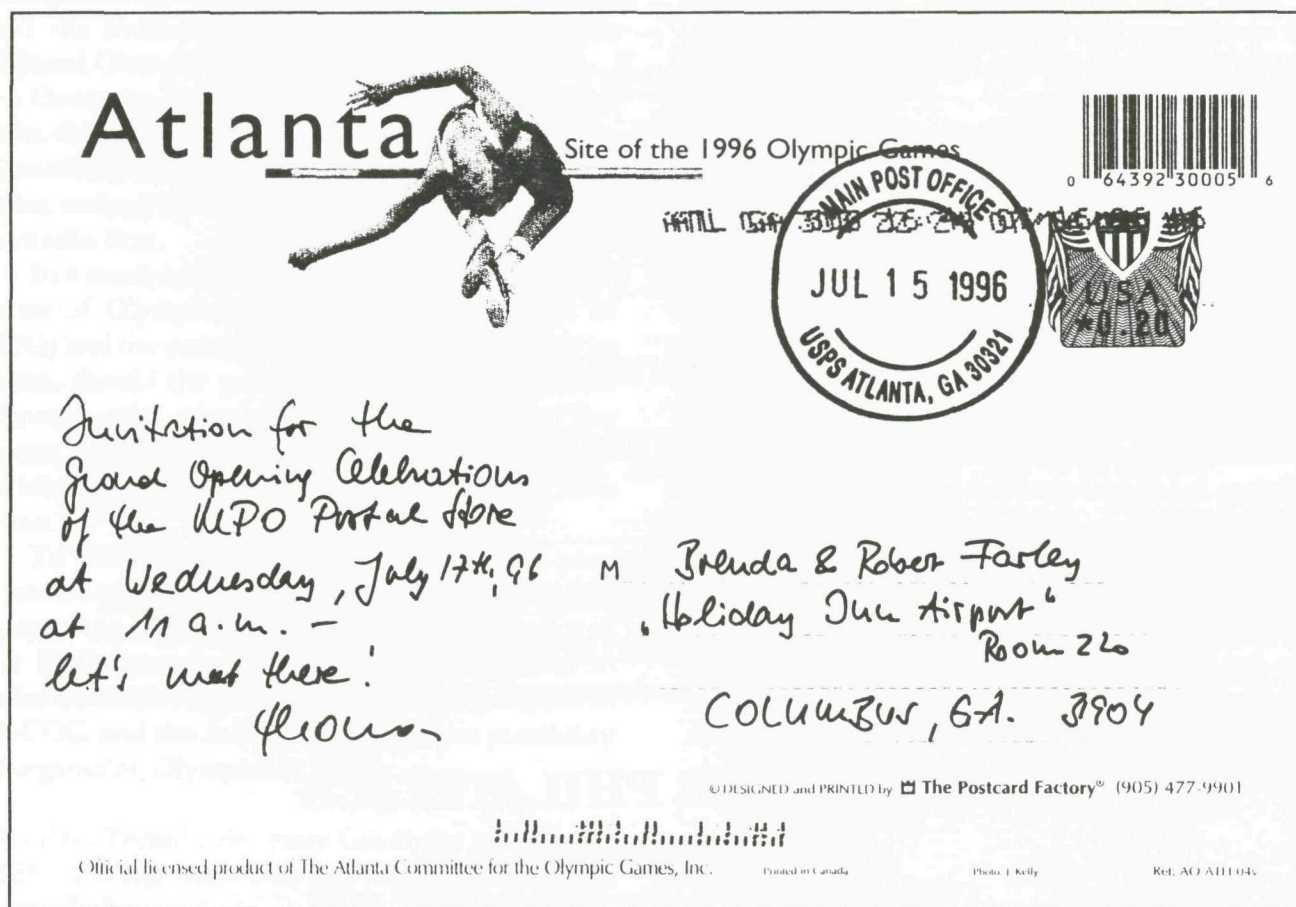 Atlanta
Site of the 1996 Olympic Games
0 64392 30005 6
MAIN POST OFFICE
JUL 15 1996
USPS ATLANTA, GA 30321
USA
*0.20
Invitation for the
Grand Opening Celebrations
of the MPO Postal Store
at Wednesday, July 17th, 96
at 11 a.m. –
let's meet there!
M
Brenda & Robert Farley
"Holiday Inn Airport"
Room 220
COLUMBUS, GA. 3904
© DESIGNED and PRINTED by The Postcard Factory® (905) 477-9901
Official licensed product of The Atlanta Committee for the Olympic Games, Inc.
Printed in Canada
Photo: J. Kelly